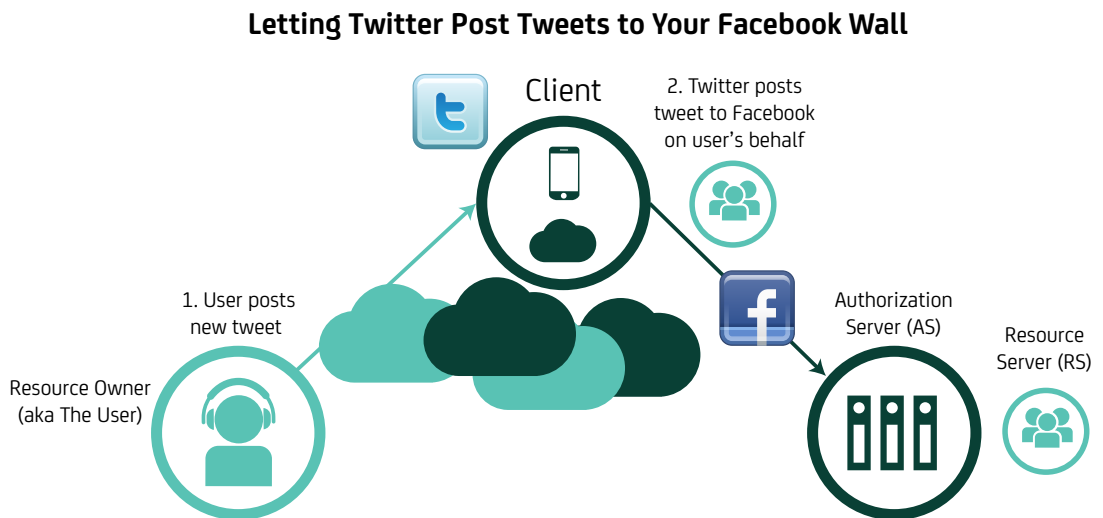 Letting Twitter Post Tweets to Your Facebook Wall
Client
2. Twitter posts
tweet to Facebook
on user's behalf
1. User posts
new tweet
Resource Owner
(aka The User)
Authorization
Server (AS)
Resource
Server (RS)